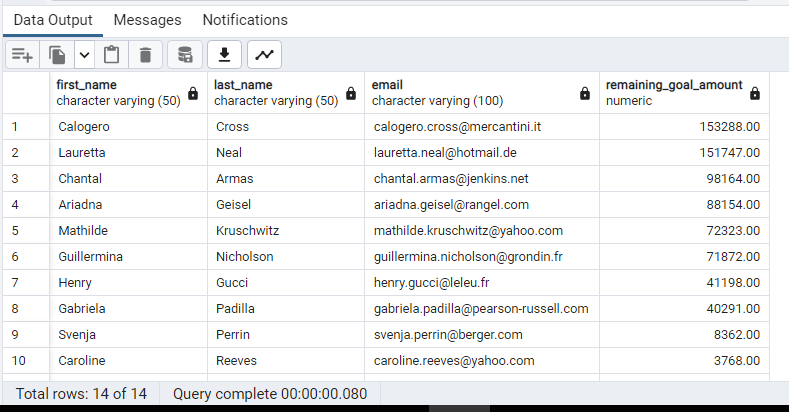 Data Output Messages Notifications
first_name last_name email remaining_goal_amount
character varying (50) character varying (50) character varying (100) numeric
1 Calogero Cross calogero.cross@mercantini.it 153288.00
2 Lauretta Neal lauretta.neal@hotmail.de 151747.00
3 Chantal Armas chantal.armas@jenkins.net 98164.00
4 Ariadna Geisel ariadna.geisel@rangel.com 88154.00
5 Mathilde Kruschwitz mathilde.kruschwitz@yahoo.com 72323.00
6 Guillermina Nicholson guillermina.nicholson@grondin.fr 71872.00
7 Henry Gucci henry.gucci@leleu.fr 41198.00
8 Gabriela Padilla gabriela.padilla@pearson-russell.com 40291.00
9 Svenja Perrin svenja.perrin@berger.com 8362.00
10 Caroline Reeves caroline.reeves@yahoo.com 3768.00
Total rows: 14 of 14 Query complete 00:00:00.080